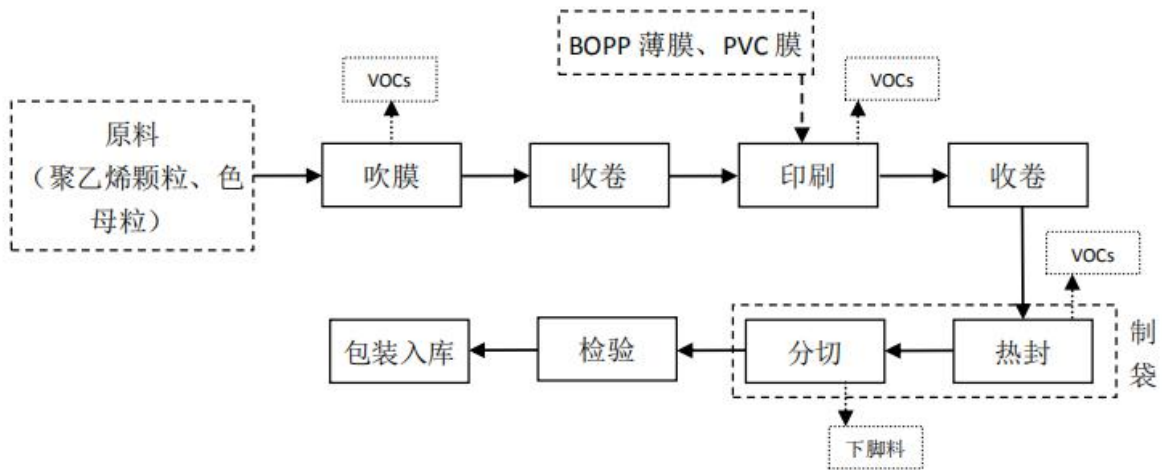 BOPP 薄膜、PVC 膜
VOCs
VOCs
原料
（聚乙烯颗粒、色
母粒）
吹膜
收卷
印刷
收卷
VOCs
包装入库
检验
分切
热封
制
袋
下脚料